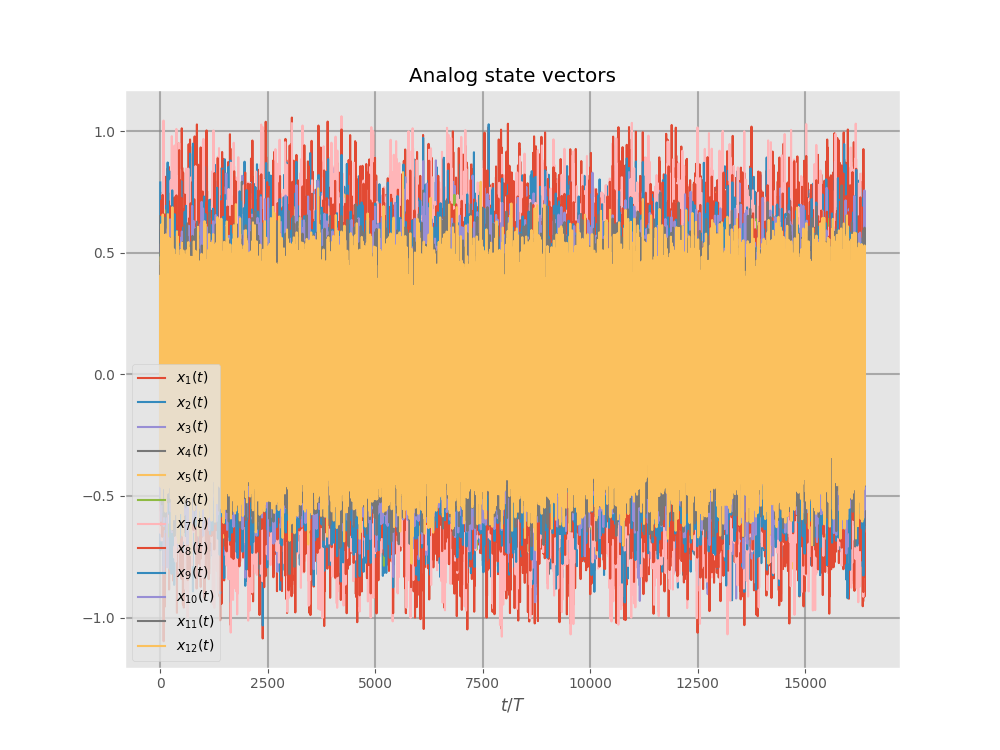 Analog state vectors
1.0
0.5
0.0
−0.5
−1.0
x₁(t)
x₂(t)
x₃(t)
x₄(t)
x₅(t)
x₆(t)
x₇(t)
x₈(t)
x₉(t)
x₁₀(t)
x₁₁(t)
x₁₂(t)
0 2500 5000 7500 10000 12500 15000
t/T